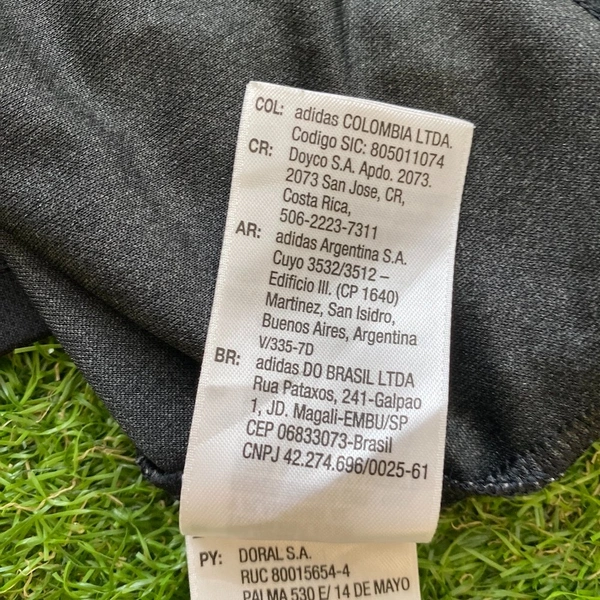 COL: adidas COLOMBIA LTDA.
Codigo SIC: 805011074
CR: Doyco S.A. Apdo. 2073.
2073 San Jose, CR,
Costa Rica,
506-2223-7311
AR: adidas Argentina S.A.
Cuyo 3532/3512 –
Edificio III. (CP 1640)
Martinez, San Isidro,
Buenos Aires, Argentina
V/335-7D
BR: adidas DO BRASIL LTDA
Rua Pataxos, 241-Galpao
1, JD. Magali-EMBU/SP
CEP 06833073-Brasil
CNPJ 42.274.696/0025-61
PY: DORAL S.A.
RUC 80015654-4
PALMA 530 E/ 14 DE MAYO